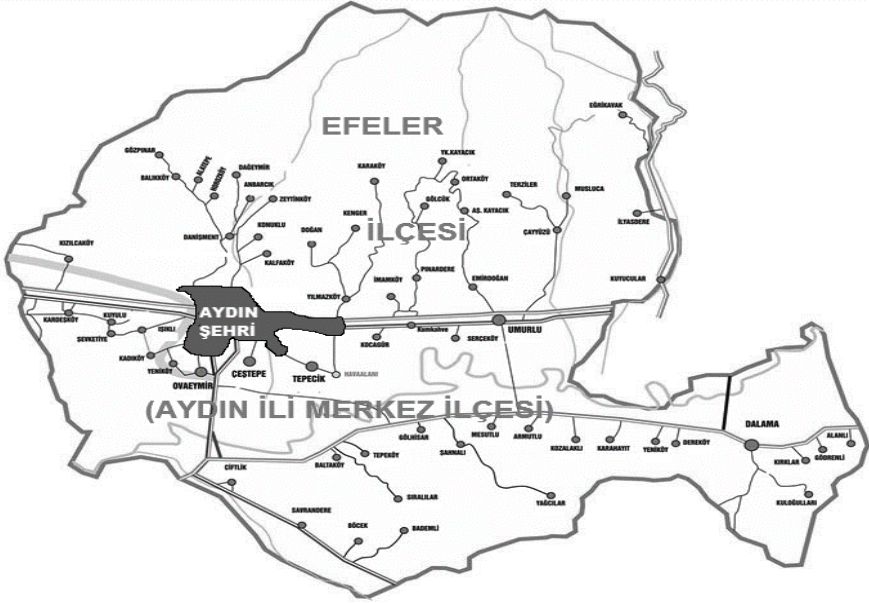 EĞRİKAVAK
EFELER
GÖZPINAR
ALATEPE
DAĞEYMİR
KARAKÖY
YK.KAYACIK
BALIKKÖY
HOROZKÖY
ANBARCIK
ZEYTİNKÖY
ORTAKÖY
TERZİLER
MUSLUCA
GÖLCÜK
KENGER
AŞ. KAYACIK
İLYASDERE
DANIŞMENT
KONUKLU
DOĞAN
İLÇESİ
ÇAYYÜZÜ
KIZILCAKÖY
KALFAKÖY
PINARDERE
İMAMKÖY
EMİRDOĞAN
KUYUCULAR
YILMAZKÖY
AYDIN
ŞEHRİ
KARDEŞKÖY
KUYULU
IŞIKLI
ŞEVKETİYE
Kumkahve
UMURLU
KOCAGÜR
SERÇEKÖY
KADIKÖY
YENİKÖY
OVAEYMİR
ÇEŞTEPE
TEPECİK
HAVAALANI
(AYDIN İLİ MERKEZ İLÇESİ)
DALAMA
GÖLHİSAR
MESUTLU
ARMUTLU
ŞAHNALI
KOZALAKLI
KARAHAYIT
YENİKÖY
DEREKÖY
ALANLI
GÖDRENLİ
KIRKLAR
ÇİFTLİK
BALTAKÖY
TEPEKÖY
SIRALILAR
YAĞCILAR
KULOĞULLARI
SAVRANDERE
BÖCEK
BADEMLİ